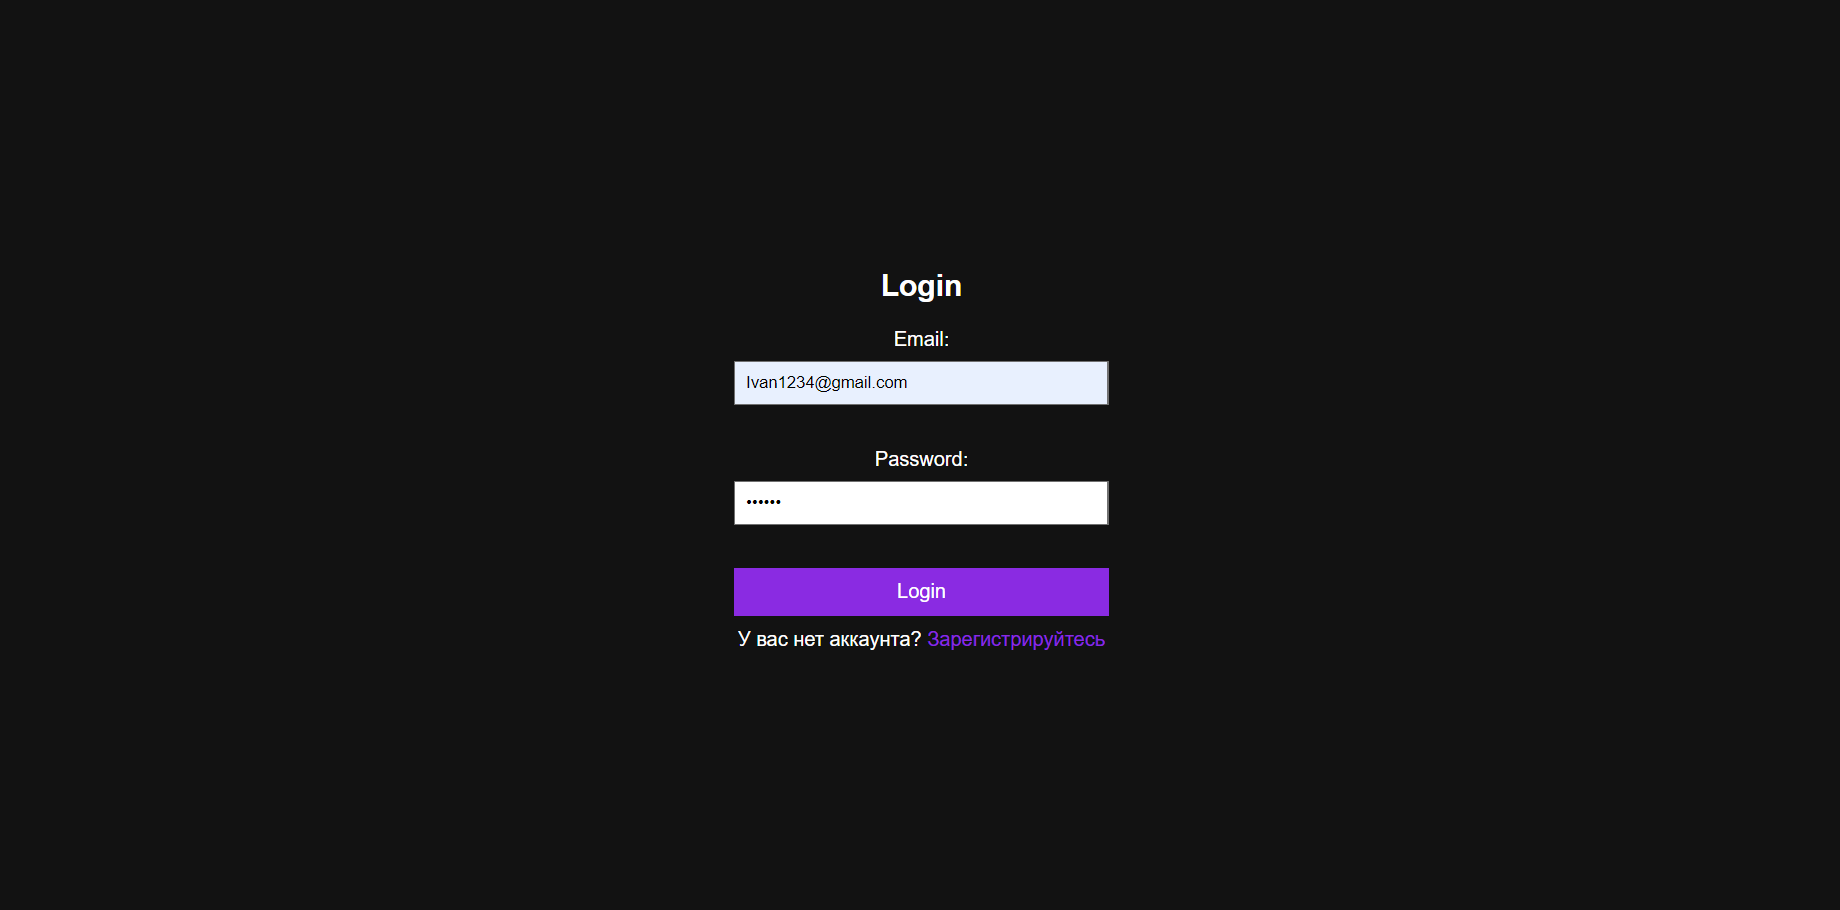 Login
Email:
Ivan1234@gmail.com
Password:
••••••
Login
У вас нет аккаунта? Зарегистрируйтесь